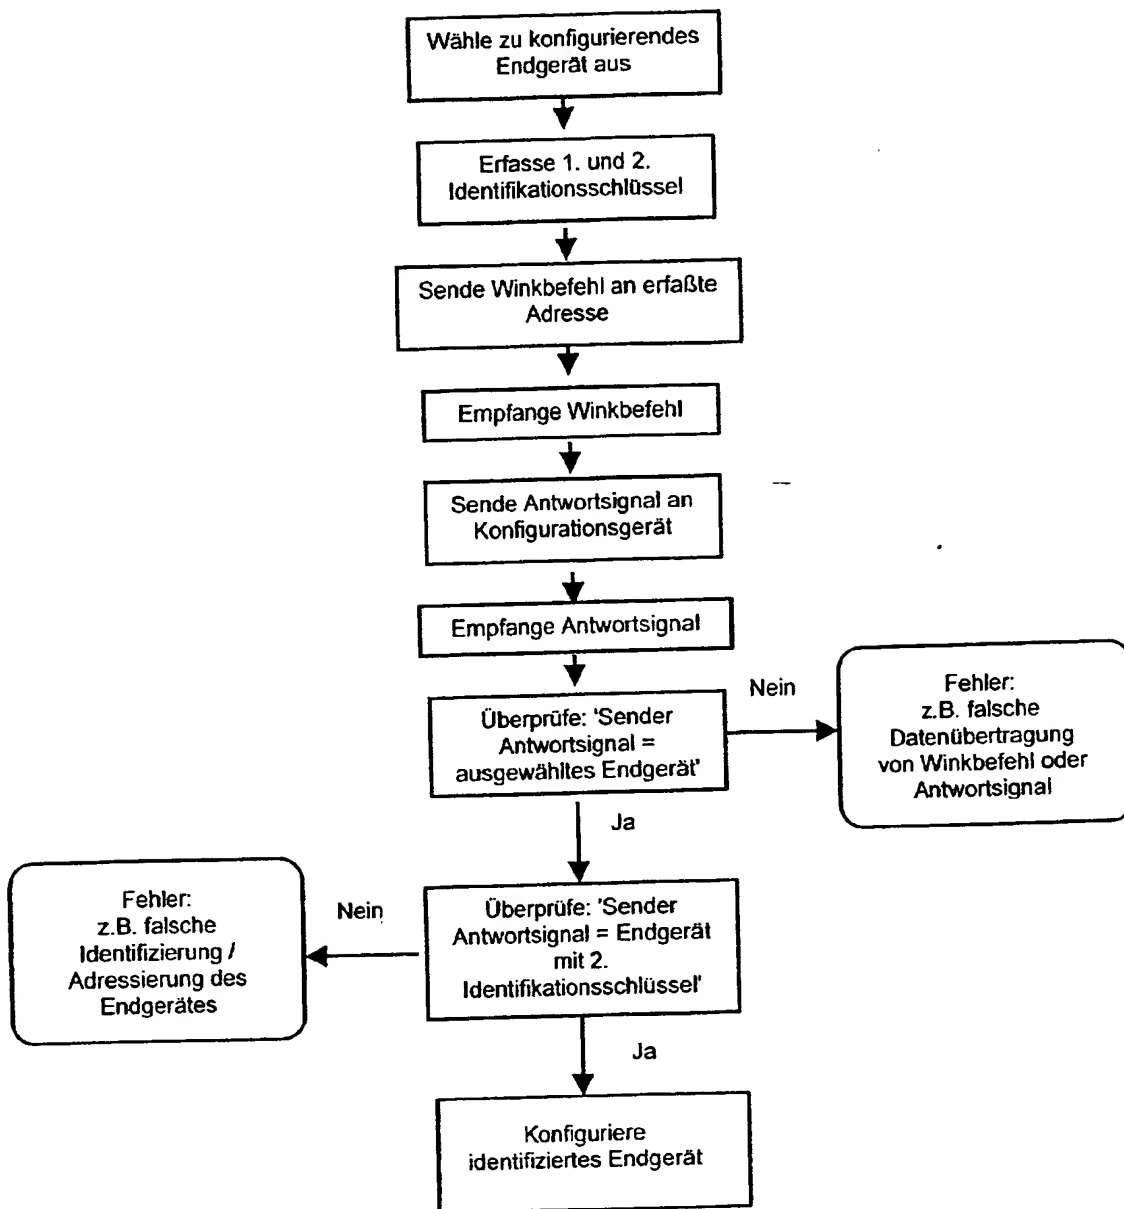 Wähle zu konfigurierendes
Endgerät aus
Erfasse 1. und 2.
Identifikationsschlüssel
Sende Winkbefehl an erfaßte
Adresse
Empfange Winkbefehl
Sende Antwortsignal an
Konfigurationsgerät
Empfange Antwortsignal
Überprüfe: 'Sender
Antwortsignal =
ausgewähltes Endgerät'
Nein
Fehler:
z.B. falsche
Datenübertragung
von Winkbefehl oder
Antwortsignal
Ja
Überprüfe: 'Sender
Antwortsignal = Endgerät
mit 2.
Identifikationsschlüssel'
Nein
Fehler:
z.B. falsche
Identifizierung /
Adressierung des
Endgerätes
Ja
Konfiguriere
identifiziertes Endgerät